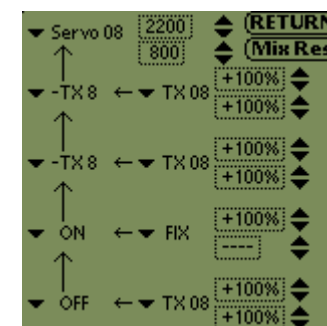 Servo 08 2200 (RETURN
800 (Mix Res
-TX 8 TX 08 +100%
+100%
-TX 8 TX 08 +100%
+100%
ON FIX +100%
----
OFF TX 08 +100%
+100%